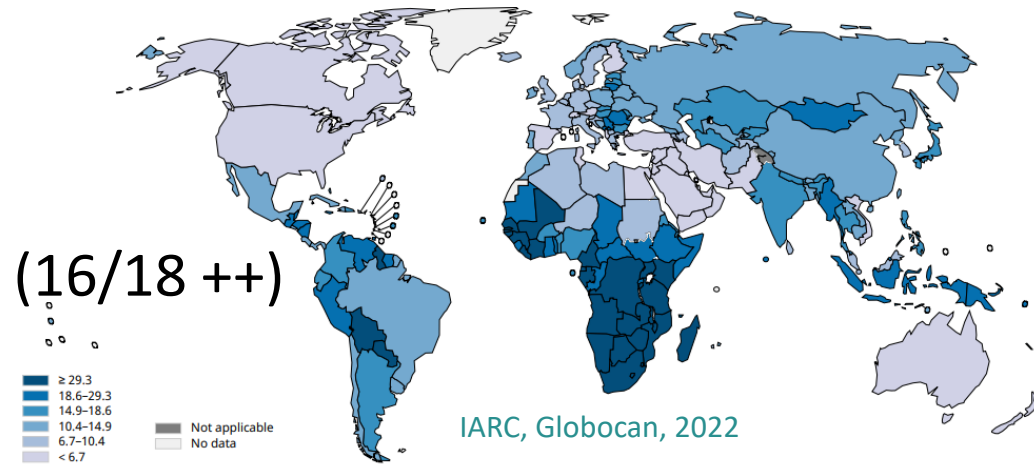 (16/18 ++)
≥ 29.3
18.6–29.3
14.9–18.6
10.4–14.9
6.7–10.4
< 6.7
Not applicable
No data
IARC, Globocan, 2022